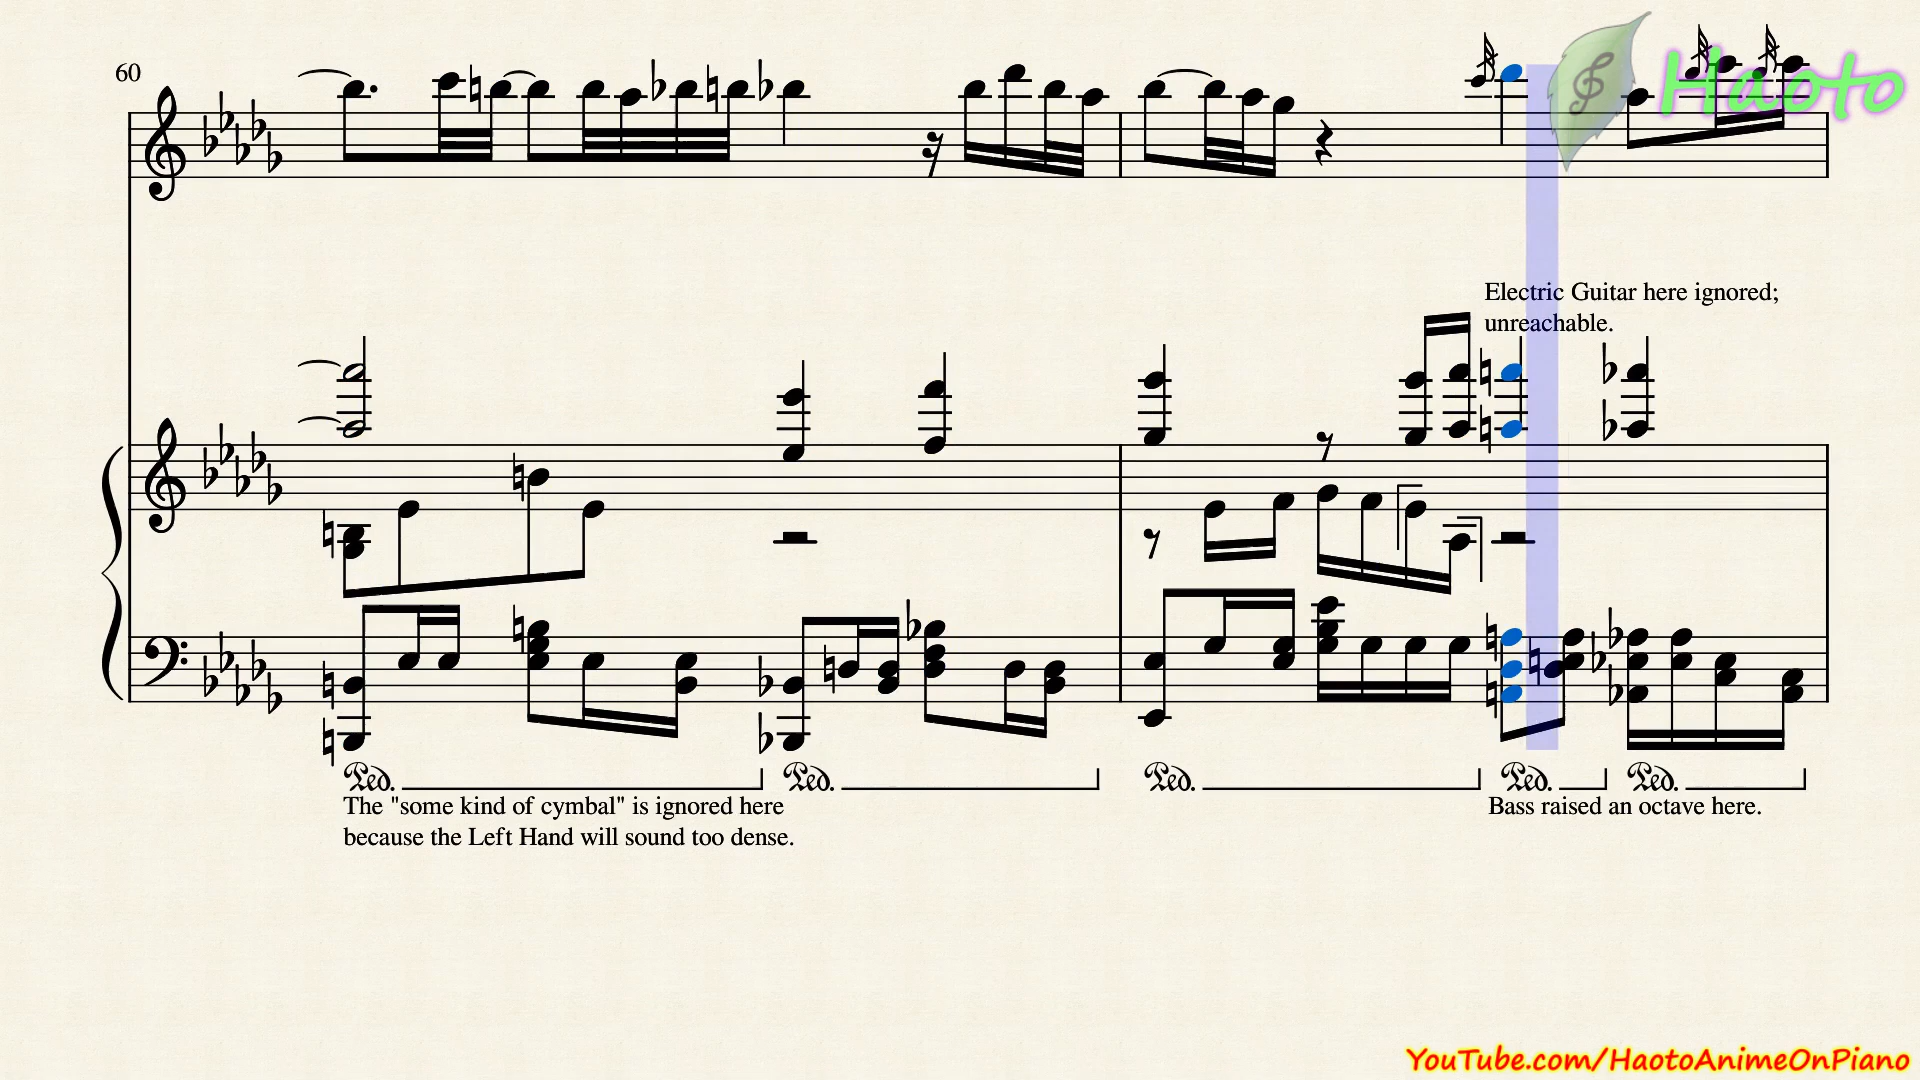 60
Haoto
Electric Guitar here ignored;
unreachable.
Ped. Ped. Ped. Ped. Ped.
The "some kind of cymbal" is ignored here
because the Left Hand will sound too dense.
Bass raised an octave here.
YouTube.com/HaotoAnimeOnPiano